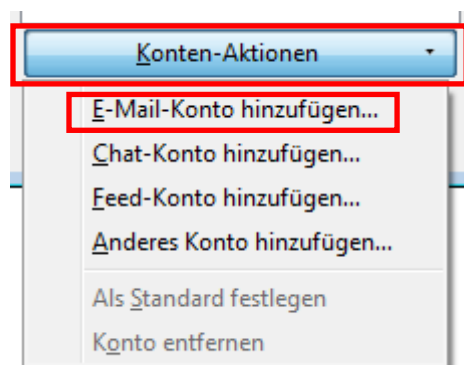 Konten-Aktionen
E-Mail-Konto hinzufügen...
Chat-Konto hinzufügen...
Feed-Konto hinzufügen...
Anderes Konto hinzufügen...
Als Standard festlegen
Konto entfernen